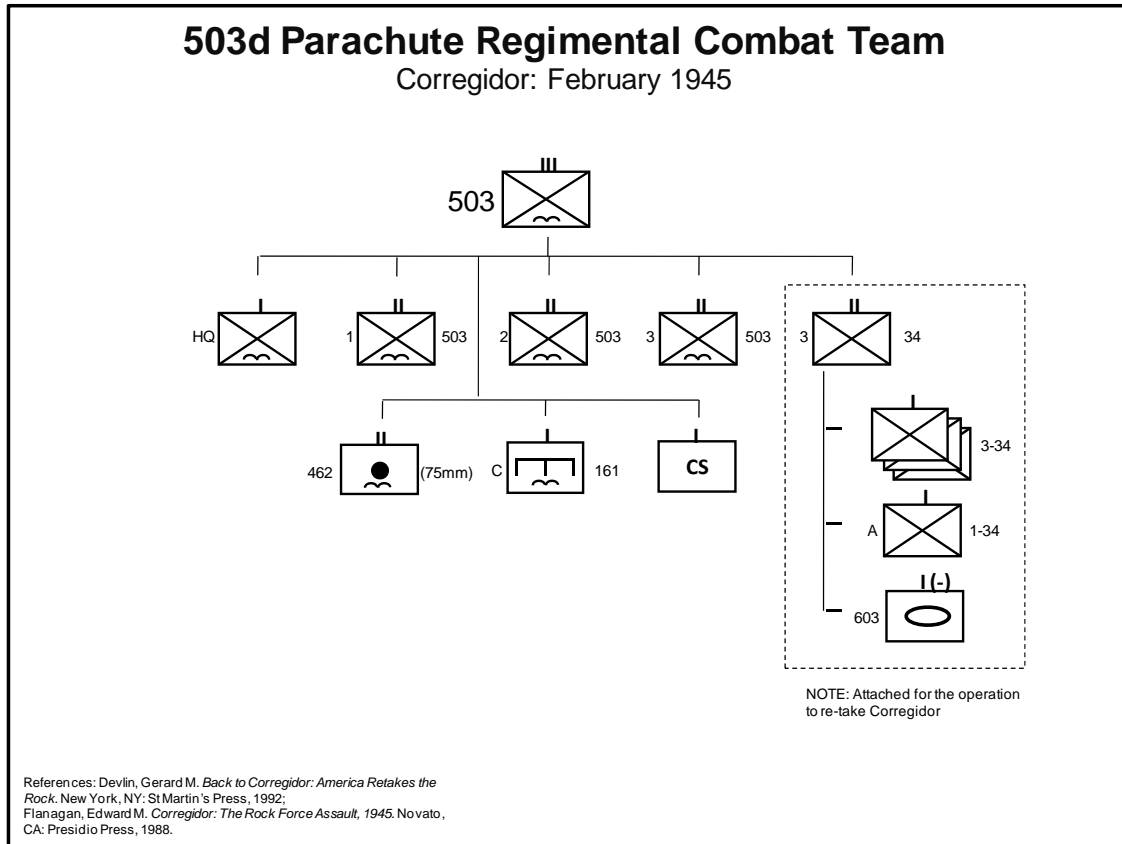 503d Parachute Regimental Combat Team
Corregidor: February 1945
III
503
I
HQ
II
1 503
II
2 503
II
3 503
II
3 34
I
3-34
II
462 (75mm)
I
C 161
I
CS
I
A 1-34
I (-)
603
NOTE: Attached for the operation
to re-take Corregidor
References: Devlin, Gerard M. Back to Corregidor: America Retakes the
Rock. New York, NY: St Martin's Press, 1992;
Flanagan, Edward M. Corregidor: The Rock Force Assault, 1945. Novato,
CA: Presidio Press, 1988.